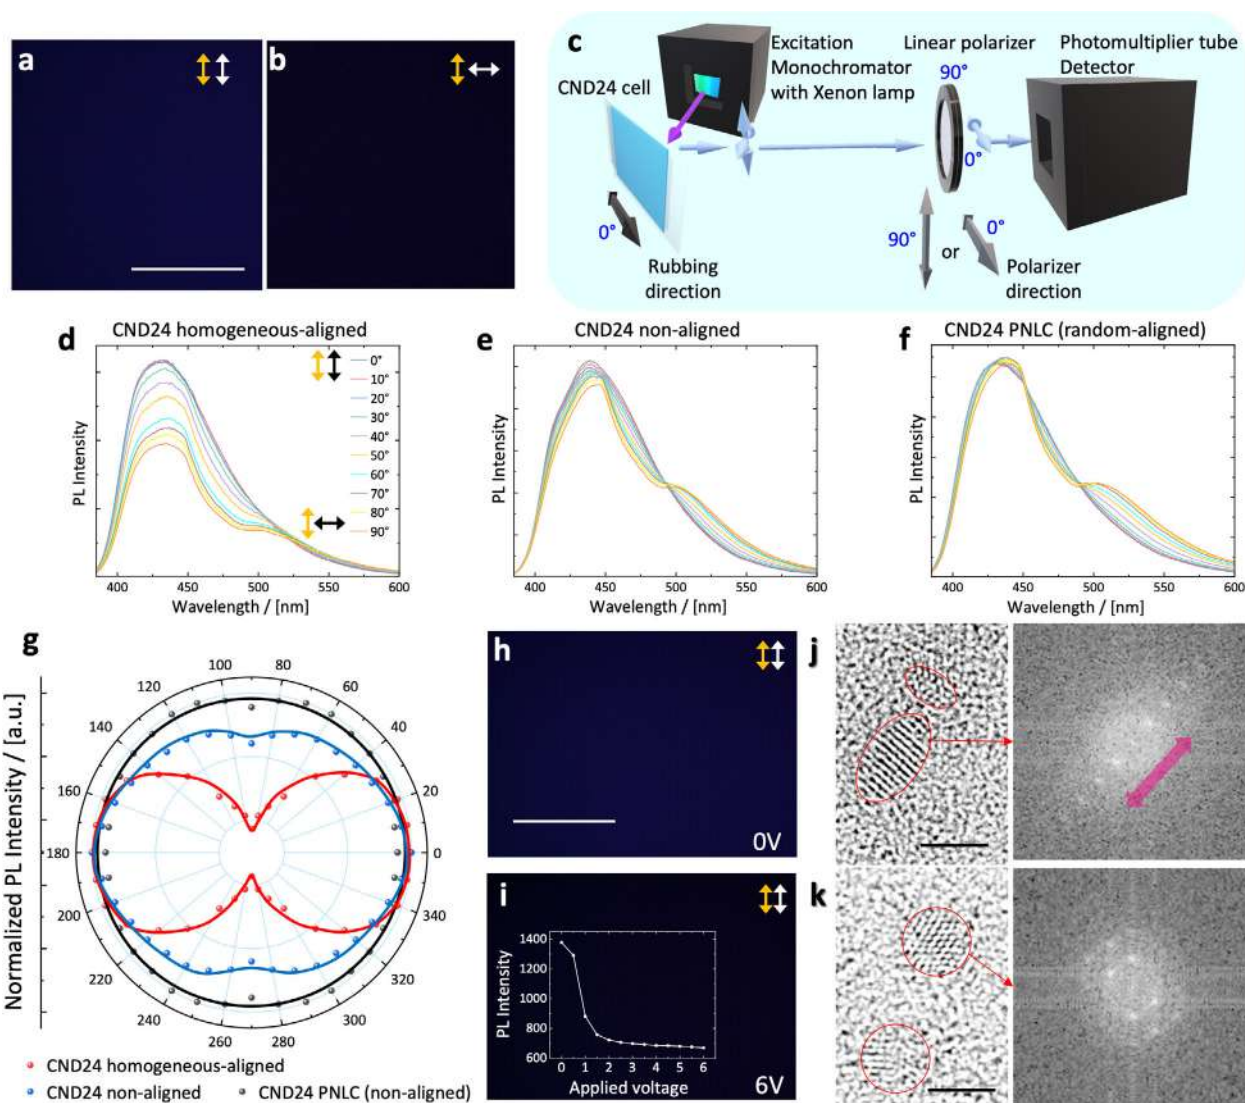 a
b
c
Excitation
Monochromator
with Xenon lamp
CND24 cell
Linear polarizer
90°
0°
Photomultiplier tube
Detector
0°
Rubbing
direction
90°
or
0°
Polarizer
direction
d
CND24 homogeneous-aligned
PL Intensity
0°
10°
20°
30°
40°
50°
60°
70°
80°
90°
400 450 500 550 600
Wavelength / [nm]
e
CND24 non-aligned
PL Intensity
400 450 500 550 600
Wavelength / [nm]
f
CND24 PNLC (random-aligned)
PL Intensity
400 450 500 550 600
Wavelength / [nm]
g
Normalized PL Intensity / [a.u.]
100 80
120 60
140 40
160 20
180 0
200 340
220 320
240 300
260 280
CND24 homogeneous-aligned
CND24 non-aligned
CND24 PNLC (non-aligned)
h
0V
i
PL Intensity
1400
1200
1000
800
600
0 1 2 3 4 5 6
Applied voltage
6V
j
k